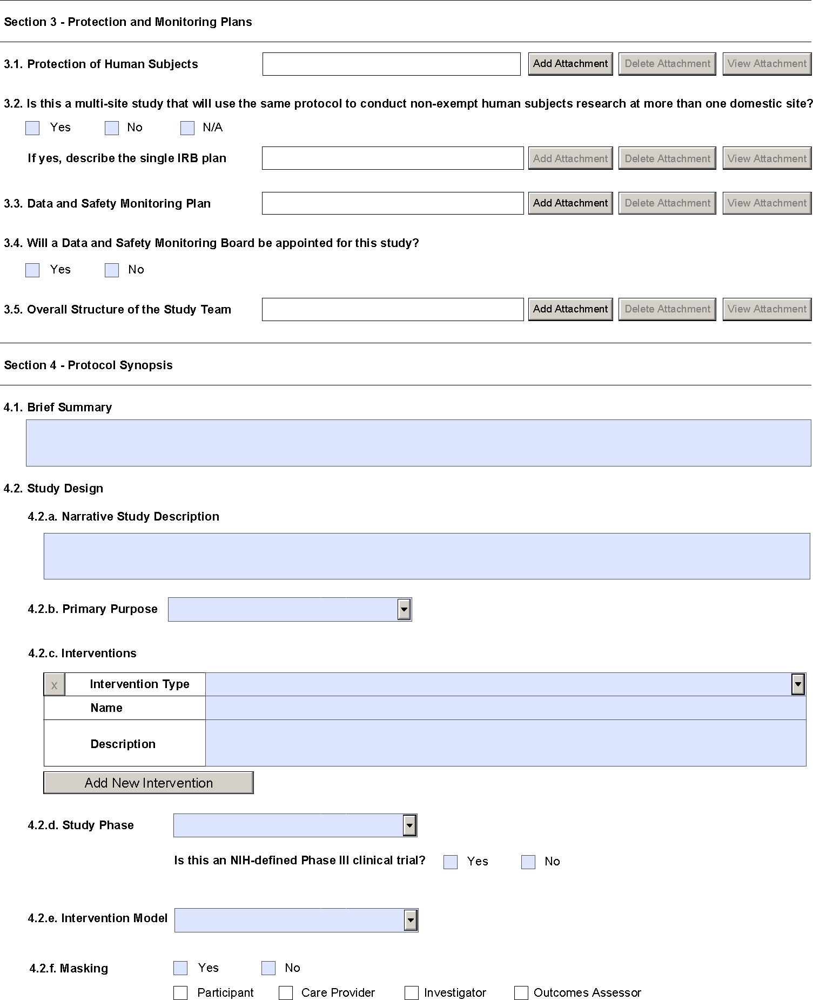 Section 3 - Protection and Monitoring Plans
3.1. Protection of Human Subjects Add Attachment Delete Attachment View Attachment
3.2. Is this a multi-site study that will use the same protocol to conduct non-exempt human subjects research at more than one domestic site?
Yes No N/A
If yes, describe the single IRB plan Add Attachment Delete Attachment View Attachment
3.3. Data and Safety Monitoring Plan Add Attachment Delete Attachment View Attachment
3.4. Will a Data and Safety Monitoring Board be appointed for this study?
Yes No
3.5. Overall Structure of the Study Team Add Attachment Delete Attachment View Attachment
Section 4 - Protocol Synopsis
4.1. Brief Summary
4.2. Study Design
4.2.a. Narrative Study Description
4.2.b. Primary Purpose
4.2.c. Interventions
x Intervention Type
Name
Description
Add New Intervention
4.2.d. Study Phase
Is this an NIH-defined Phase III clinical trial? Yes No
4.2.e. Intervention Model
4.2.f. Masking Yes No
Participant Care Provider Investigator Outcomes Assessor